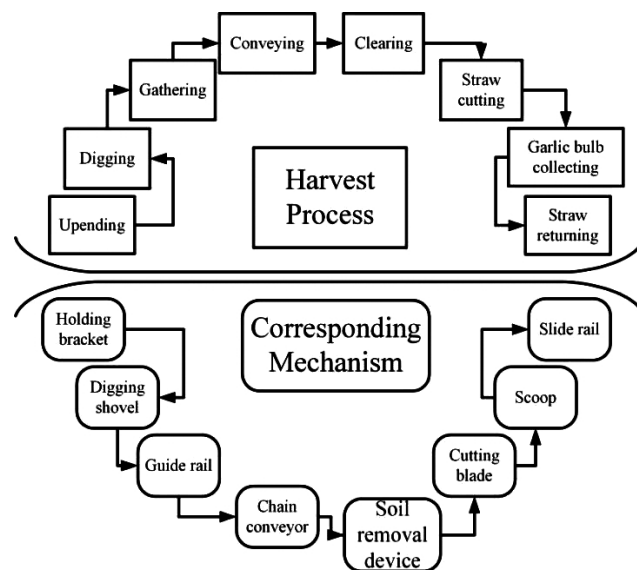 Conveying
Clearing
Gathering
Straw
cutting
Digging
Garlic bulb
collecting
Upending
Harvest
Process
Straw
returning
Holding
bracket
Corresponding
Mechanism
Slide rail
Digging
shovel
Scoop
Guide rail
Cutting
blade
Chain
conveyor
Soil
removal
device